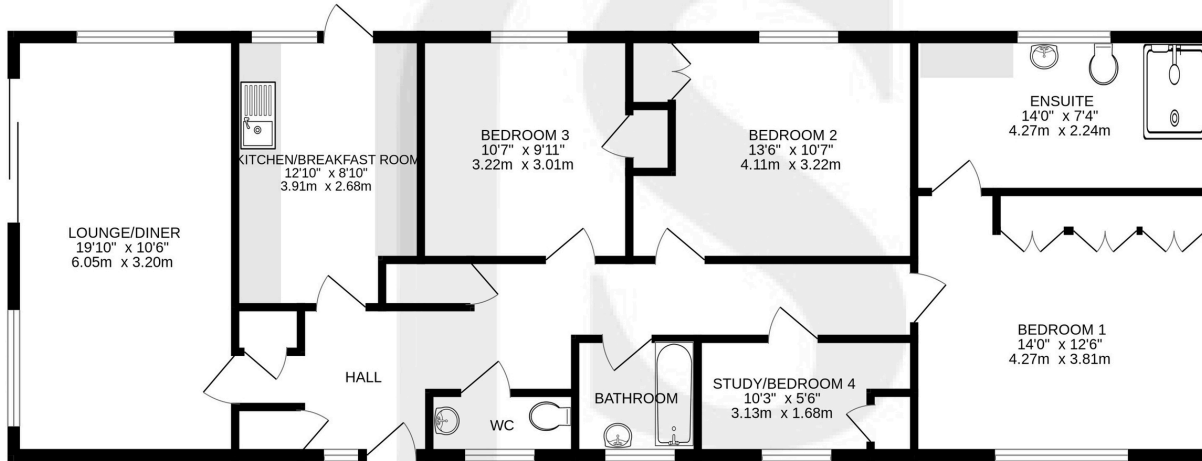 LOUNGE/DINER
19'10" x 10'6"
6.05m x 3.20m
KITCHEN/BREAKFAST ROOM
12'10" x 8'10"
3.91m x 2.68m
BEDROOM 3
10'7" x 9'11"
3.22m x 3.01m
BEDROOM 2
13'6" x 10'7"
4.11m x 3.22m
ENSUITE
14'0" x 7'4"
4.27m x 2.24m
HALL
WC
BATHROOM
STUDY/BEDROOM 4
10'3" x 5'6"
3.13m x 1.68m
BEDROOM 1
14'0" x 12'6"
4.27m x 3.81m